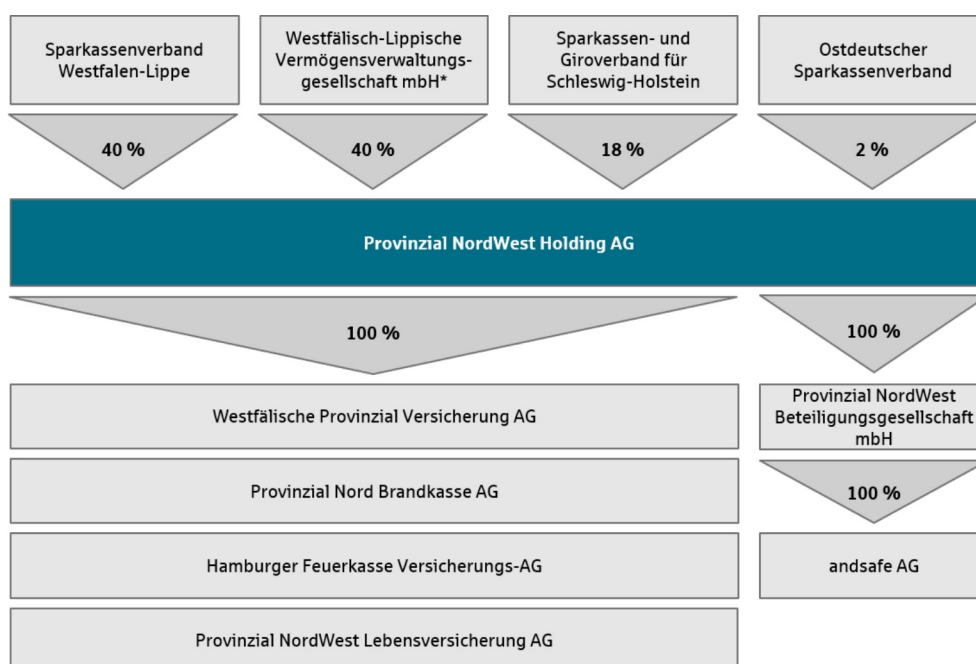 Sparkassenverband
Westfalen-Lippe
Westfälisch-Lippische
Vermögensverwaltungs-
gesellschaft mbH*
Sparkassen- und
Giroverband für
Schleswig-Holstein
Ostdeutscher
Sparkassenverband
40 %
40 %
18 %
2 %
Provinzial NordWest Holding AG
100 %
100 %
Westfälische Provinzial Versicherung AG
Provinzial NordWest
Beteiligungsgesellschaft
mbH
Provinzial Nord Brandkasse AG
100 %
Hamburger Feuerkasse Versicherungs-AG
andsafe AG
Provinzial NordWest Lebensversicherung AG